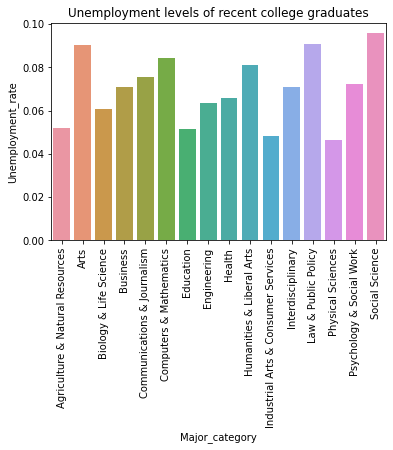 Unemployment levels of recent college graduates
Unemployment_rate
0.10
0.08
0.06
0.04
0.02
0.00
Agriculture & Natural Resources
Arts
Biology & Life Science
Business
Communications & Journalism
Computers & Mathematics
Education
Engineering
Health
Humanities & Liberal Arts
Industrial Arts & Consumer Services
Interdisciplinary
Law & Public Policy
Physical Sciences
Psychology & Social Work
Social Science
Major_category